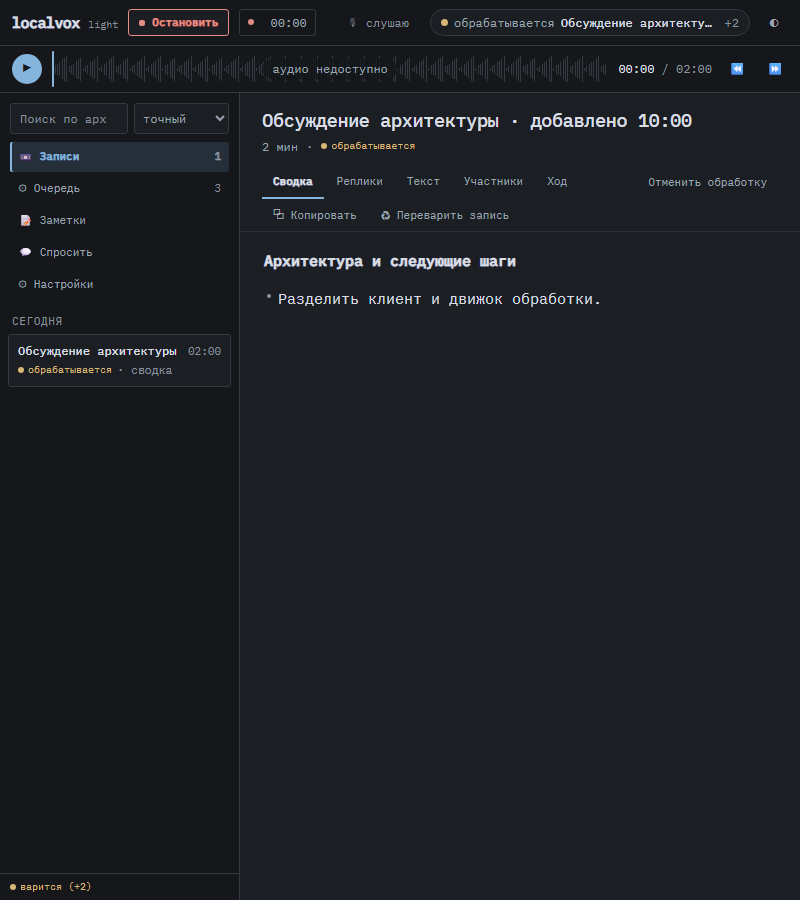 localvox light Остановить 00:00 слушаю обрабатывается Обсуждение архитекту… +2
аудио недоступно 00:00 / 02:00
Поиск по арх точный
Записи 1
Очередь 3
Заметки
Спросить
Настройки
СЕГОДНЯ
Обсуждение архитектуры 02:00
обрабатывается · сводка
варится (+2)
Обсуждение архитектуры · добавлено 10:00
2 мин · обрабатывается
Сводка Реплики Текст Участники Ход Отменить обработку
Копировать Переварить запись
Архитектура и следующие шаги
Разделить клиент и движок обработки.